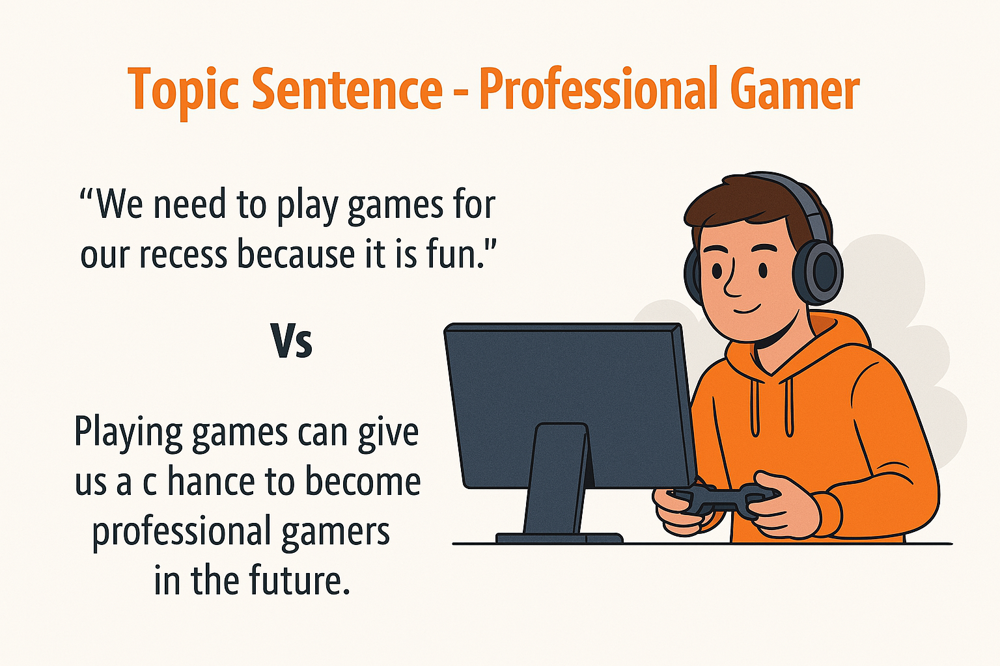 Topic Sentence - Professional Gamer
“We need to play games for
our recess because it is fun.”
Vs
Playing games can give
us a c hance to become
professional gamers
in the future.